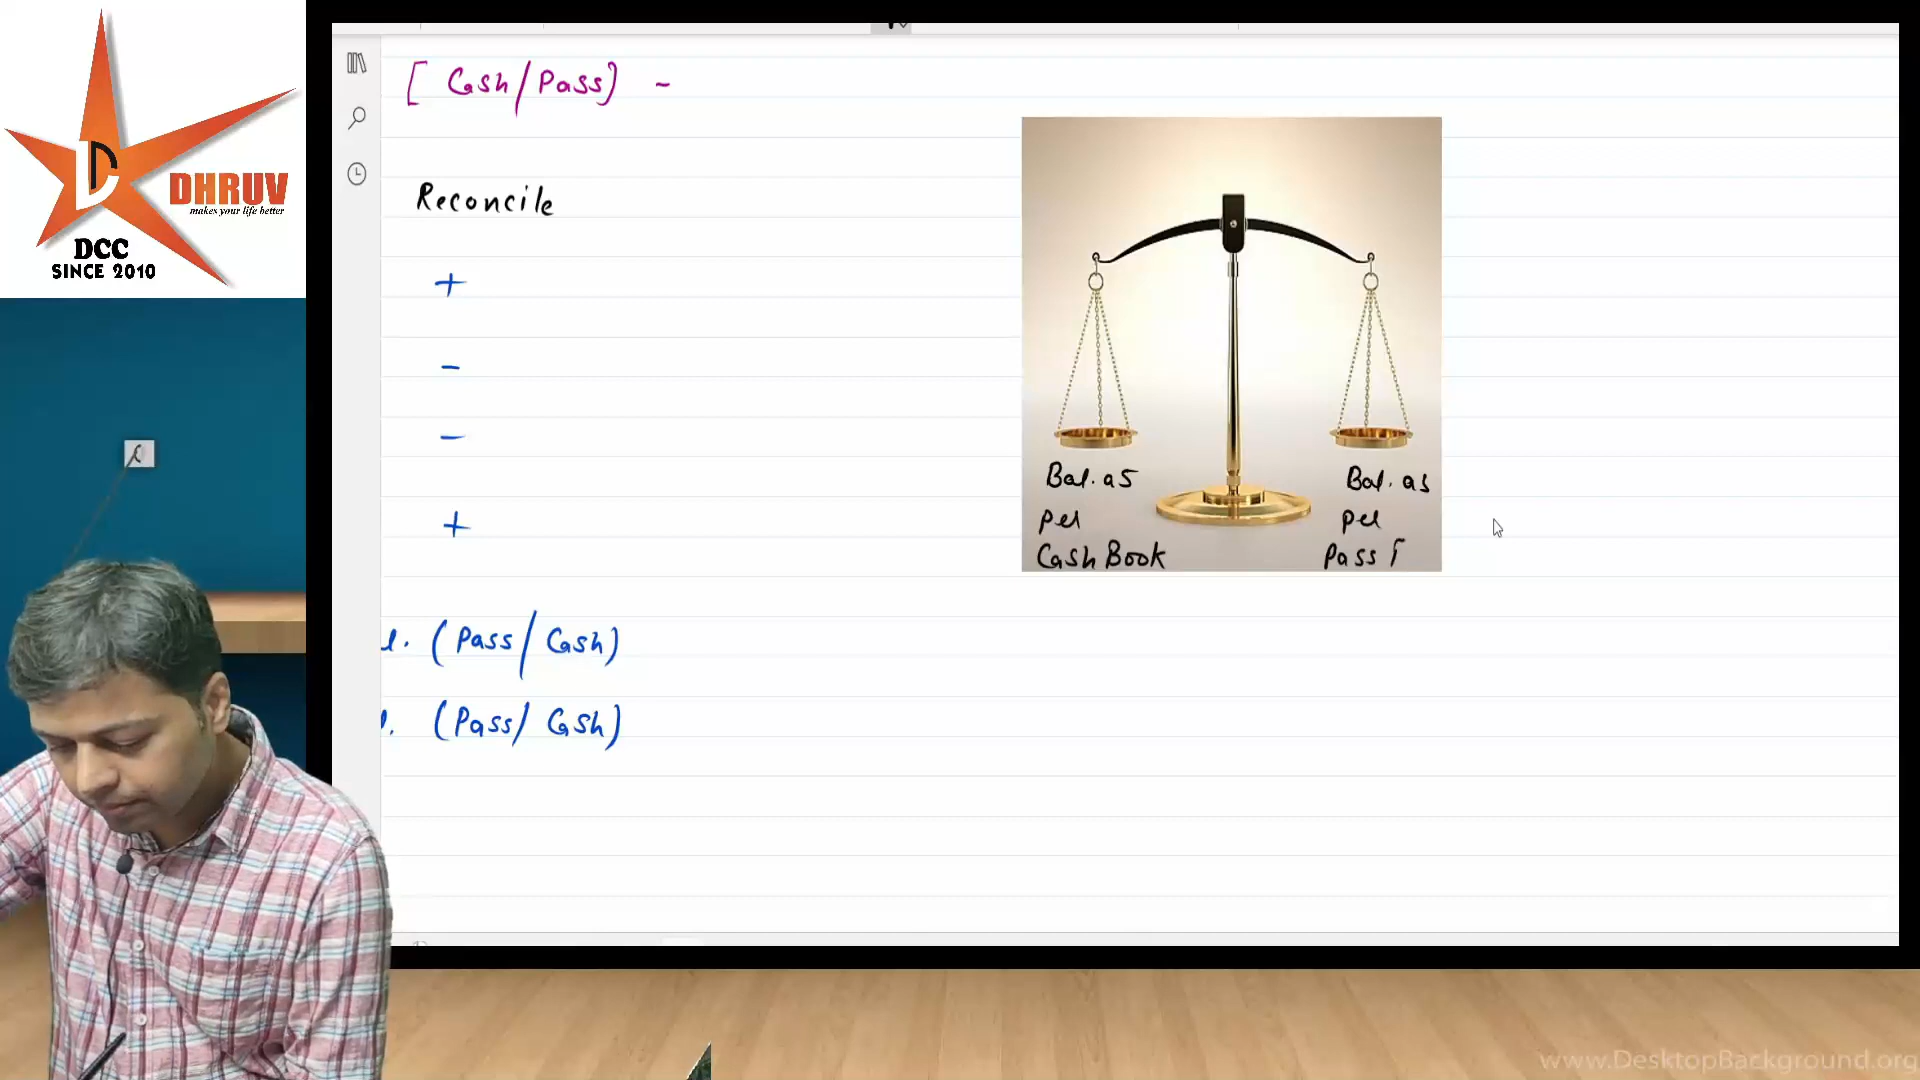 [ Cash/Pass] -
Reconcile
+
-
-
+
(Pass/Cash)
(Pass/Cash)
Bal. as
per
Cash Book
Bal. as
per
Pass
DHRUV
makes your life better
DCC
SINCE 2010
www.DesktopBackground.org